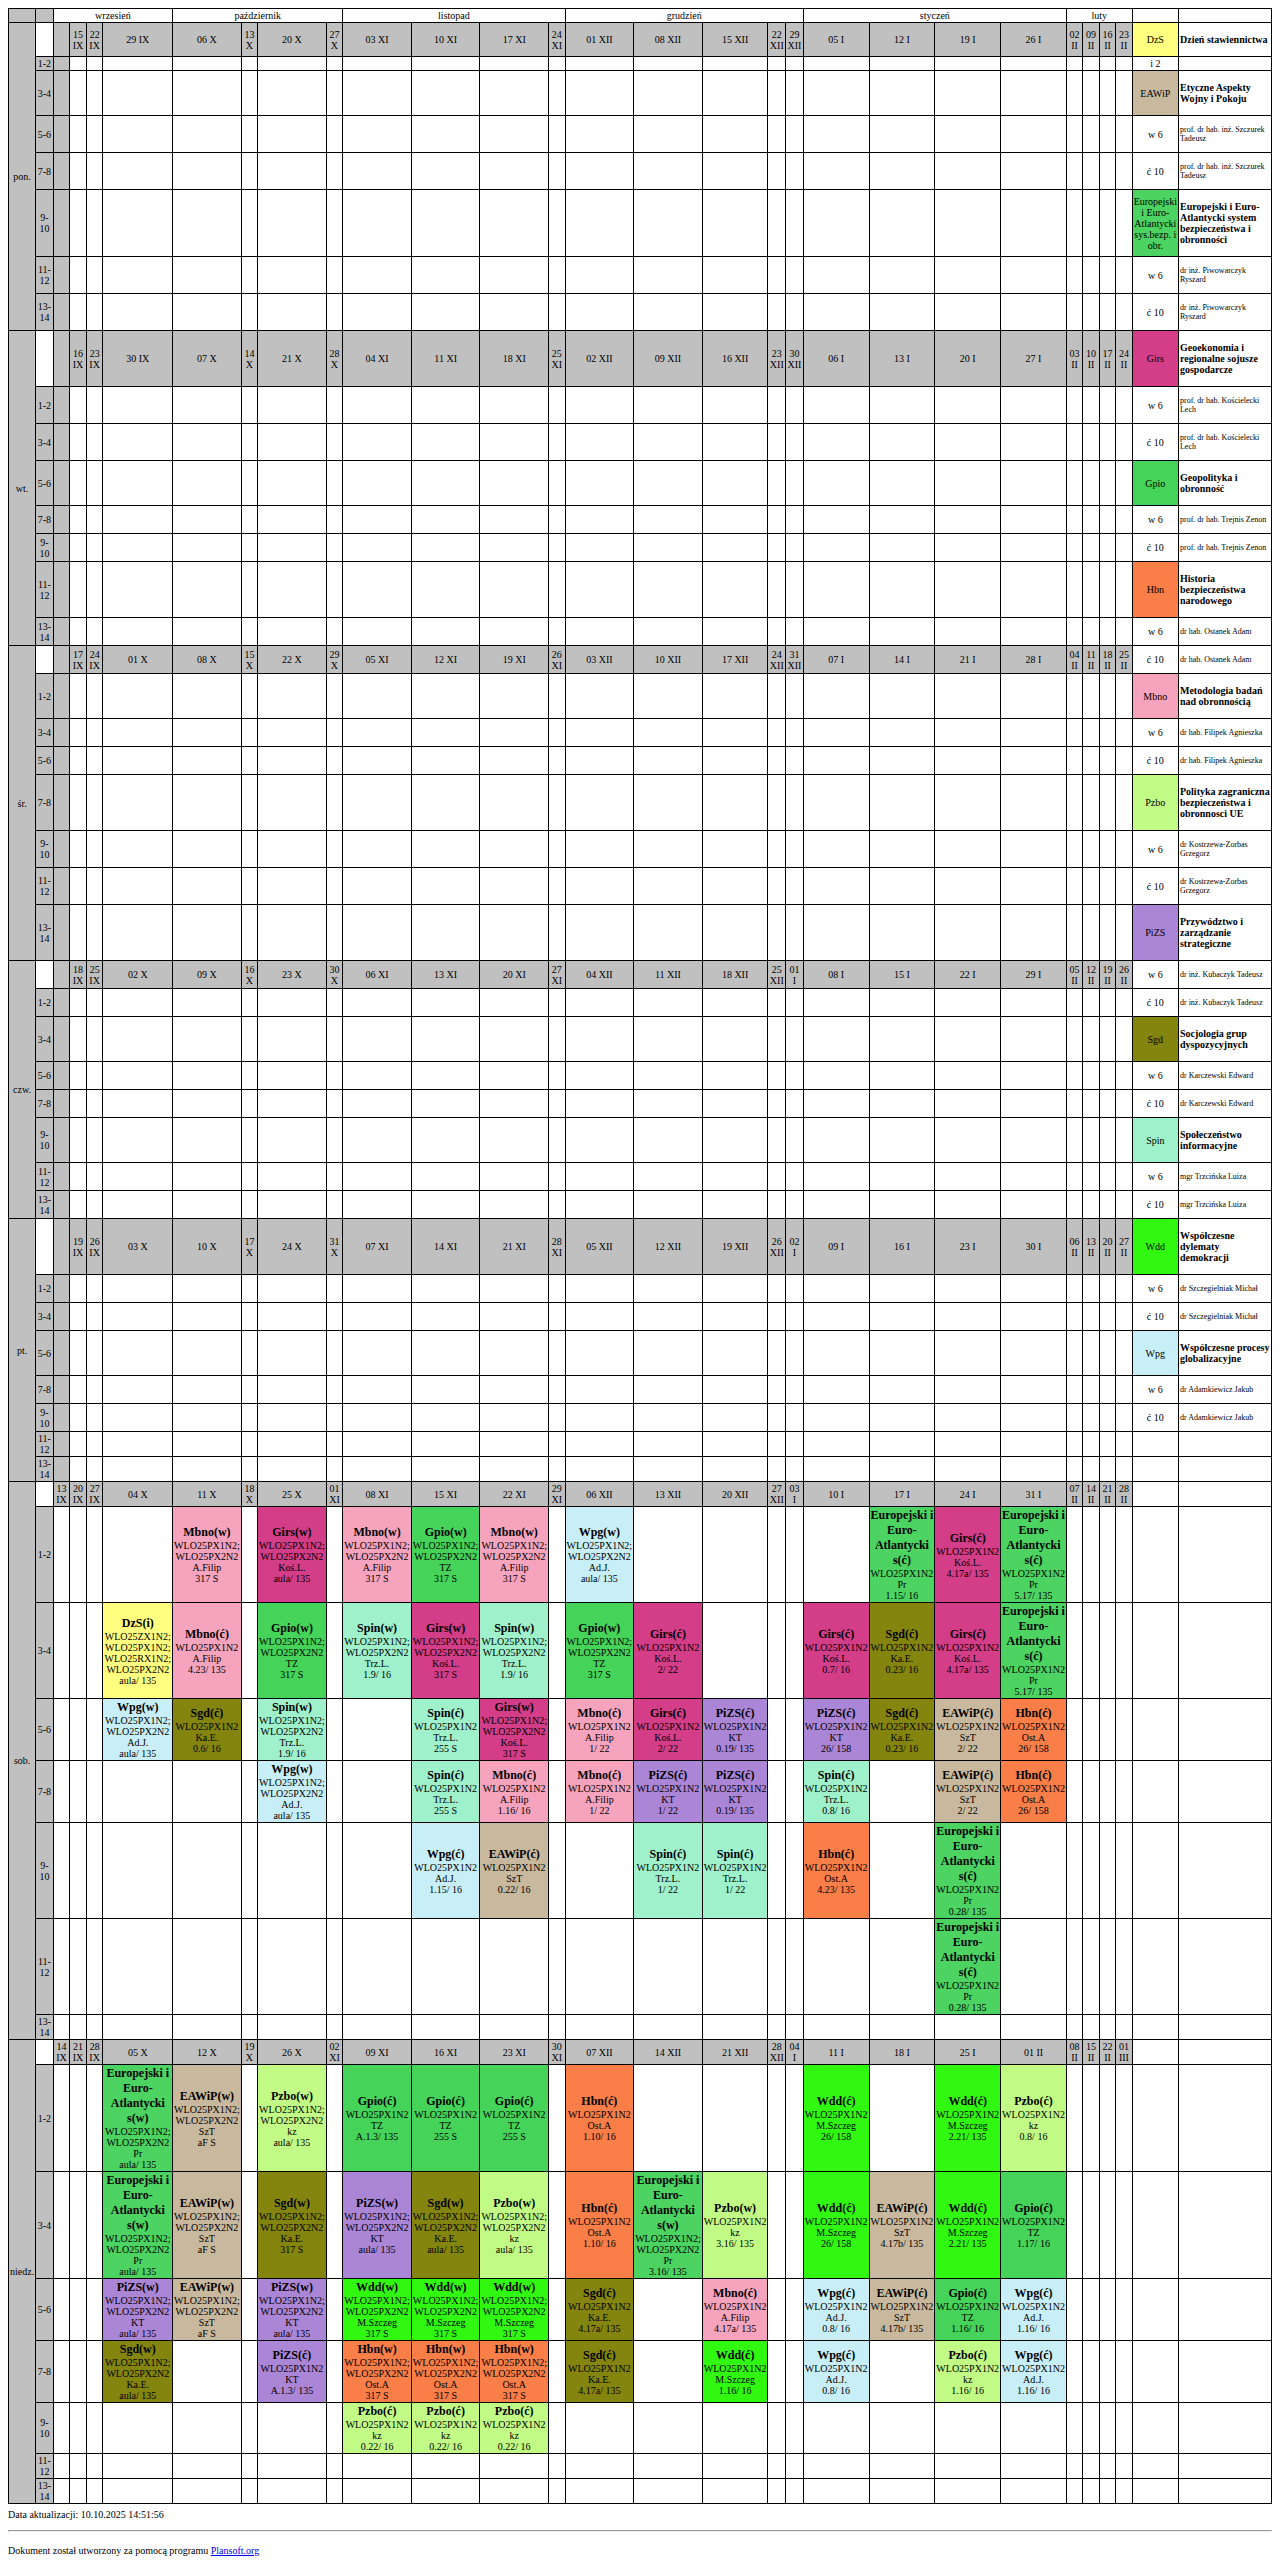 wrzesień październik listopad grudzień styczeń luty
pon. 15 IX 22 IX 29 IX 06 X 13 X 20 X 27 X 03 XI 10 XI 17 XI 24 XI 01 XII 08 XII 15 XII 22 XII 29 XII 05 I 12 I 19 I 26 I 02 II 09 II 16 II 23 II DzS Dzień stawiennictwa
1-2 i 2
3-4 EAWiP Etyczne Aspekty Wojny i Pokoju
5-6 w 6 prof. dr hab. inż. Szczurek Tadeusz
7-8 ć 10 prof. dr hab. inż. Szczurek Tadeusz
9-10 Europejski i Euro-Atlantycki sys.bezp. i obr. Europejski i Euro-Atlantycki system bezpieczeństwa i obronności
11-12 w 6 dr inż. Piwowarczyk Ryszard
13-14 ć 10 dr inż. Piwowarczyk Ryszard
wt. 16 IX 23 IX 30 IX 07 X 14 X 21 X 28 X 04 XI 11 XI 18 XI 25 XI 02 XII 09 XII 16 XII 23 XII 30 XII 06 I 13 I 20 I 27 I 03 II 10 II 17 II 24 II Girs Geoekonomia i regionalne sojusze gospodarcze
1-2 w 6 prof. dr hab. Kościelecki Lech
3-4 ć 10 prof. dr hab. Kościelecki Lech
5-6 Gpio Geopolityka i obronność
7-8 w 6 prof. dr hab. Trejnis Zenon
9-10 ć 10 prof. dr hab. Trejnis Zenon
11-12 Hbn Historia bezpieczeństwa narodowego
13-14 w 6 dr hab. Ostanek Adam
śr. 17 IX 24 IX 01 X 08 X 15 X 22 X 29 X 05 XI 12 XI 19 XI 26 XI 03 XII 10 XII 17 XII 24 XII 31 XII 07 I 14 I 21 I 28 I 04 II 11 II 18 II 25 II ć 10 dr hab. Ostanek Adam
1-2 Mbno Metodologia badań nad obronnością
3-4 w 6 dr hab. Filipek Agnieszka
5-6 ć 10 dr hab. Filipek Agnieszka
7-8 Pzbo Polityka zagraniczna bezpieczeństwa i obronnosci UE
9-10 w 6 dr Kostrzewa-Zorbas Grzegorz
11-12 ć 10 dr Kostrzewa-Zorbas Grzegorz
13-14 PiZS Przywództwo i zarządzanie strategiczne
czw. 18 IX 25 IX 02 X 09 X 16 X 23 X 30 X 06 XI 13 XI 20 XI 27 XI 04 XII 11 XII 18 XII 25 XII 01 I 08 I 15 I 22 I 29 I 05 II 12 II 19 II 26 II w 6 dr inż. Kubaczyk Tadeusz
1-2 ć 10 dr inż. Kubaczyk Tadeusz
3-4 Sgd Socjologia grup dyspozycyjnych
5-6 w 6 dr Karczewski Edward
7-8 ć 10 dr Karczewski Edward
9-10 Spin Społeczeństwo informacyjne
11-12 w 6 mgr Trzcińska Luiza
13-14 ć 10 mgr Trzcińska Luiza
pt. 19 IX 26 IX 03 X 10 X 17 X 24 X 31 X 07 XI 14 XI 21 XI 28 XI 05 XII 12 XII 19 XII 26 XII 02 I 09 I 16 I 23 I 30 I 06 II 13 II 20 II 27 II Wdd Współczesne dylematy demokracji
1-2 w 6 dr Szczegielniak Michał
3-4 ć 10 dr Szczegielniak Michał
5-6 Wpg Współczesne procesy globalizacyjne
7-8 w 6 dr Adamkiewicz Jakub
9-10 ć 10 dr Adamkiewicz Jakub
11-12
13-14
sob. 13 IX 20 IX 27 IX 04 X 11 X 18 X 25 X 01 XI 08 XI 15 XI 22 XI 29 XI 06 XII 13 XII 20 XII 27 XII 03 I 10 I 17 I 24 I 31 I 07 II 14 II 21 II 28 II
1-2
Mbno(w) WLO25PX1N2; WLO25PX2N2 A.Filip 317 S
Girs(w) WLO25PX1N2; WLO25PX2N2 Koś.L. aula/ 135
Mbno(w) WLO25PX1N2; WLO25PX2N2 A.Filip 317 S
Gpio(w) WLO25PX1N2; WLO25PX2N2 TZ 317 S
Mbno(w) WLO25PX1N2; WLO25PX2N2 A.Filip 317 S
Wpg(w) WLO25PX1N2; WLO25PX2N2 Ad.J. aula/ 135
Europejski i Euro-Atlantycki s(ć) WLO25PX1N2 Pr 1.15/ 16
Girs(ć) WLO25PX1N2 Koś.L. 4.17a/ 135
Europejski i Euro-Atlantycki s(ć) WLO25PX1N2 Pr 5.17/ 135
3-4
DzS(i) WLO25ZX1N2; WLO25PX1N2; WLO25RX1N2; WLO25PX2N2 aula/ 135
Mbno(ć) WLO25PX1N2 A.Filip 4.23/ 135
Gpio(w) WLO25PX1N2; WLO25PX2N2 TZ 317 S
Spin(w) WLO25PX1N2; WLO25PX2N2 Trz.L. 1.9/ 16
Girs(w) WLO25PX1N2; WLO25PX2N2 Koś.L. 317 S
Spin(w) WLO25PX1N2; WLO25PX2N2 Trz.L. 1.9/ 16
Gpio(w) WLO25PX1N2; WLO25PX2N2 TZ 317 S
Girs(ć) WLO25PX1N2 Koś.L. 2/ 22
Girs(ć) WLO25PX1N2 Koś.L. 0.7/ 16
Sgd(ć) WLO25PX1N2 Ka.E. 0.23/ 16
Girs(ć) WLO25PX1N2 Koś.L. 4.17a/ 135
Europejski i Euro-Atlantycki s(ć) WLO25PX1N2 Pr 5.17/ 135
5-6
Wpg(w) WLO25PX1N2; WLO25PX2N2 Ad.J. aula/ 135
Sgd(ć) WLO25PX1N2 Ka.E. 0.6/ 16
Spin(w) WLO25PX1N2; WLO25PX2N2 Trz.L. 1.9/ 16
Spin(ć) WLO25PX1N2 Trz.L. 255 S
Girs(w) WLO25PX1N2; WLO25PX2N2 Koś.L. 317 S
Mbno(ć) WLO25PX1N2 A.Filip 1/ 22
Girs(ć) WLO25PX1N2 Koś.L. 2/ 22
PiZS(ć) WLO25PX1N2 KT 0.19/ 135
PiZS(ć) WLO25PX1N2 KT 26/ 158
Sgd(ć) WLO25PX1N2 Ka.E. 0.23/ 16
EAWiP(ć) WLO25PX1N2 SzT 2/ 22
Hbn(ć) WLO25PX1N2 Ost.A 26/ 158
7-8
Wpg(w) WLO25PX1N2; WLO25PX2N2 Ad.J. aula/ 135
Spin(ć) WLO25PX1N2 Trz.L. 255 S
Mbno(ć) WLO25PX1N2 A.Filip 1.16/ 16
Mbno(ć) WLO25PX1N2 A.Filip 1/ 22
PiZS(ć) WLO25PX1N2 KT 1/ 22
PiZS(ć) WLO25PX1N2 KT 0.19/ 135
Spin(ć) WLO25PX1N2 Trz.L. 0.8/ 16
EAWiP(ć) WLO25PX1N2 SzT 2/ 22
Hbn(ć) WLO25PX1N2 Ost.A 26/ 158
9-10
Wpg(ć) WLO25PX1N2 Ad.J. 1.15/ 16
EAWiP(ć) WLO25PX1N2 SzT 0.22/ 16
Spin(ć) WLO25PX1N2 Trz.L. 1/ 22
Spin(ć) WLO25PX1N2 Trz.L. 1/ 22
Hbn(ć) WLO25PX1N2 Ost.A 4.23/ 135
Europejski i Euro-Atlantycki s(ć) WLO25PX1N2 Pr 0.28/ 135
11-12
Europejski i Euro-Atlantycki s(ć) WLO25PX1N2 Pr 0.28/ 135
13-14
niedz. 14 IX 21 IX 28 IX 05 X 12 X 19 X 26 X 02 XI 09 XI 16 XI 23 XI 30 XI 07 XII 14 XII 21 XII 28 XII 04 I 11 I 18 I 25 I 01 II 08 II 15 II 22 II 01 III
1-2
Europejski i Euro-Atlantycki s(w) WLO25PX1N2; WLO25PX2N2 Pr aula/ 135
EAWiP(w) WLO25PX1N2; WLO25PX2N2 SzT aF S
Pzbo(w) WLO25PX1N2; WLO25PX2N2 kz aula/ 135
Gpio(ć) WLO25PX1N2 TZ A.1.3/ 135
Gpio(ć) WLO25PX1N2 TZ 255 S
Gpio(ć) WLO25PX1N2 TZ 255 S
Hbn(ć) WLO25PX1N2 Ost.A 1.10/ 16
Wdd(ć) WLO25PX1N2 M.Szczeg 26/ 158
Wdd(ć) WLO25PX1N2 M.Szczeg 2.21/ 135
Pzbo(ć) WLO25PX1N2 kz 0.8/ 16
3-4
Europejski i Euro-Atlantycki s(w) WLO25PX1N2; WLO25PX2N2 Pr aula/ 135
EAWiP(w) WLO25PX1N2; WLO25PX2N2 SzT aF S
Sgd(w) WLO25PX1N2; WLO25PX2N2 Ka.E. 317 S
PiZS(w) WLO25PX1N2; WLO25PX2N2 KT aula/ 135
Sgd(w) WLO25PX1N2; WLO25PX2N2 Ka.E. aula/ 135
Pzbo(w) WLO25PX1N2; WLO25PX2N2 kz aula/ 135
Hbn(ć) WLO25PX1N2 Ost.A 1.10/ 16
Europejski i Euro-Atlantycki s(w) WLO25PX1N2; WLO25PX2N2 Pr 3.16/ 135
Pzbo(w) WLO25PX1N2 kz 3.16/ 135
Wdd(ć) WLO25PX1N2 M.Szczeg 26/ 158
EAWiP(ć) WLO25PX1N2 SzT 4.17b/ 135
Wdd(ć) WLO25PX1N2 M.Szczeg 2.21/ 135
Gpio(ć) WLO25PX1N2 TZ 1.17/ 16
5-6
PiZS(w) WLO25PX1N2; WLO25PX2N2 KT aula/ 135
EAWiP(w) WLO25PX1N2; WLO25PX2N2 SzT aF S
PiZS(w) WLO25PX1N2; WLO25PX2N2 KT aula/ 135
Wdd(w) WLO25PX1N2; WLO25PX2N2 M.Szczeg 317 S
Wdd(w) WLO25PX1N2; WLO25PX2N2 M.Szczeg 317 S
Wdd(w) WLO25PX1N2; WLO25PX2N2 M.Szczeg 317 S
Sgd(ć) WLO25PX1N2 Ka.E. 4.17a/ 135
Mbno(ć) WLO25PX1N2 A.Filip 4.17a/ 135
Wpg(ć) WLO25PX1N2 Ad.J. 0.8/ 16
EAWiP(ć) WLO25PX1N2 SzT 4.17b/ 135
Gpio(ć) WLO25PX1N2 TZ 1.16/ 16
Wpg(ć) WLO25PX1N2 Ad.J. 1.16/ 16
7-8
Sgd(w) WLO25PX1N2; WLO25PX2N2 Ka.E. aula/ 135
PiZS(ć) WLO25PX1N2 KT A.1.3/ 135
Hbn(w) WLO25PX1N2; WLO25PX2N2 Ost.A 317 S
Hbn(w) WLO25PX1N2; WLO25PX2N2 Ost.A 317 S
Hbn(w) WLO25PX1N2; WLO25PX2N2 Ost.A 317 S
Sgd(ć) WLO25PX1N2 Ka.E. 4.17a/ 135
Wdd(ć) WLO25PX1N2 M.Szczeg 1.16/ 16
Wpg(ć) WLO25PX1N2 Ad.J. 0.8/ 16
Pzbo(ć) WLO25PX1N2 kz 1.16/ 16
Wpg(ć) WLO25PX1N2 Ad.J. 1.16/ 16
9-10
Pzbo(ć) WLO25PX1N2 kz 0.22/ 16
Pzbo(ć) WLO25PX1N2 kz 0.22/ 16
Pzbo(ć) WLO25PX1N2 kz 0.22/ 16
11-12
13-14
Data aktualizacji: 10.10.2025 14:51:56
Dokument został utworzony za pomocą programu Plansoft.org